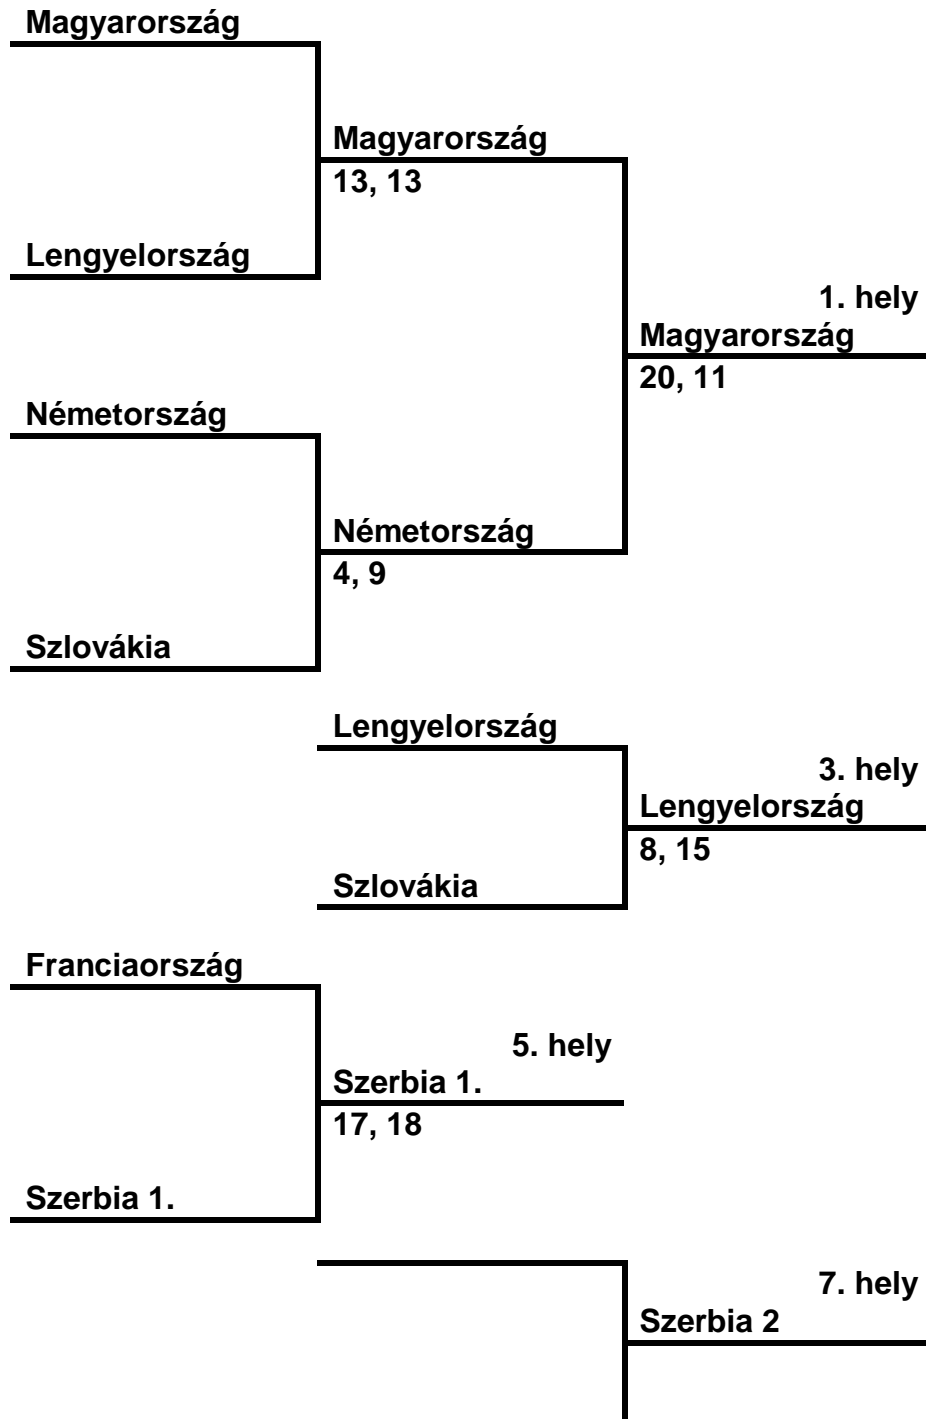 Magyarország
Magyarország
13, 13
Lengyelország
1. hely
Magyarország
20, 11
Németország
Németország
4, 9
Szlovákia
Lengyelország
3. hely
Lengyelország
8, 15
Szlovákia
Franciaország
5. hely
Szerbia 1.
17, 18
Szerbia 1.
7. hely
Szerbia 2